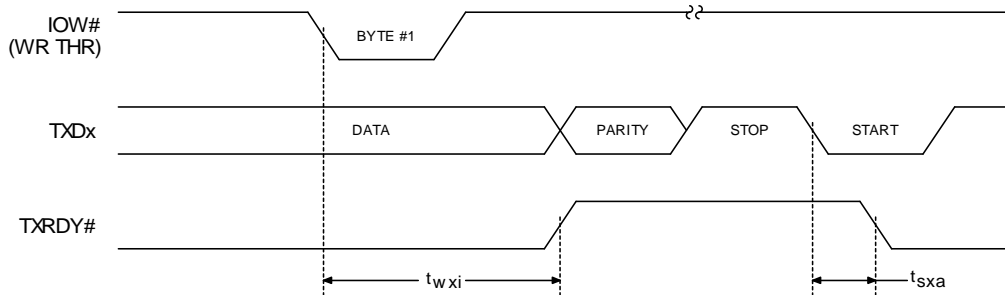 IOW#
(WR THR)
BYTE #1
TXDx
DATA
PARITY
STOP
START
TXRDY#
twxi
tsxa